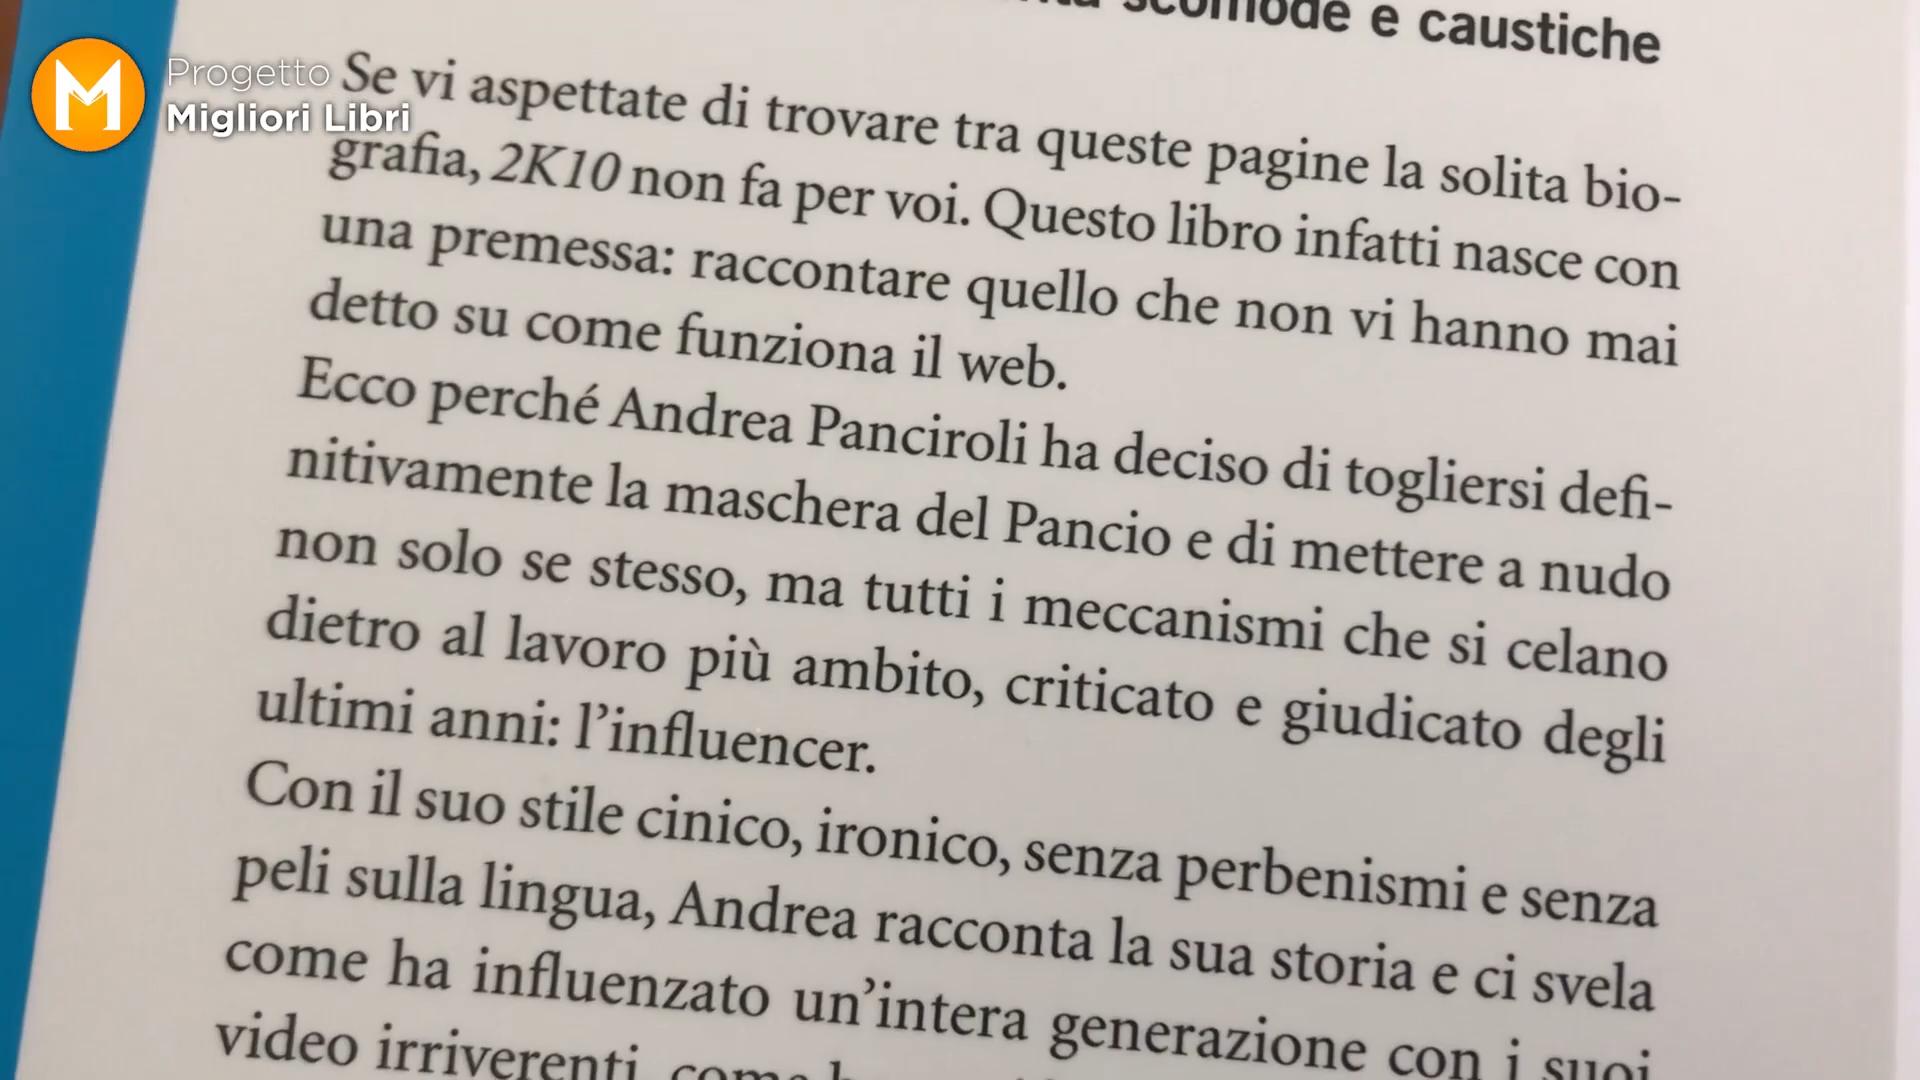 scomode e caustiche
Progetto
Migliori Libri
Se vi aspettate di trovare tra queste pagine la solita bio-
grafia, 2K10 non fa per voi. Questo libro infatti nasce con
una premessa: raccontare quello che non vi hanno mai
detto su come funziona il web.
Ecco perché Andrea Panciroli ha deciso di togliersi defi-
nitivamente la maschera del Pancio e di mettere a nudo
non solo se stesso, ma tutti i meccanismi che si celano
dietro al lavoro più ambito, criticato e giudicato degli
ultimi anni: l’influencer.
Con il suo stile cinico, ironico, senza perbenismi e senza
peli sulla lingua, Andrea racconta la sua storia e ci svela
come ha influenzato un’intera generazione con i suoi
video irriverenti, come